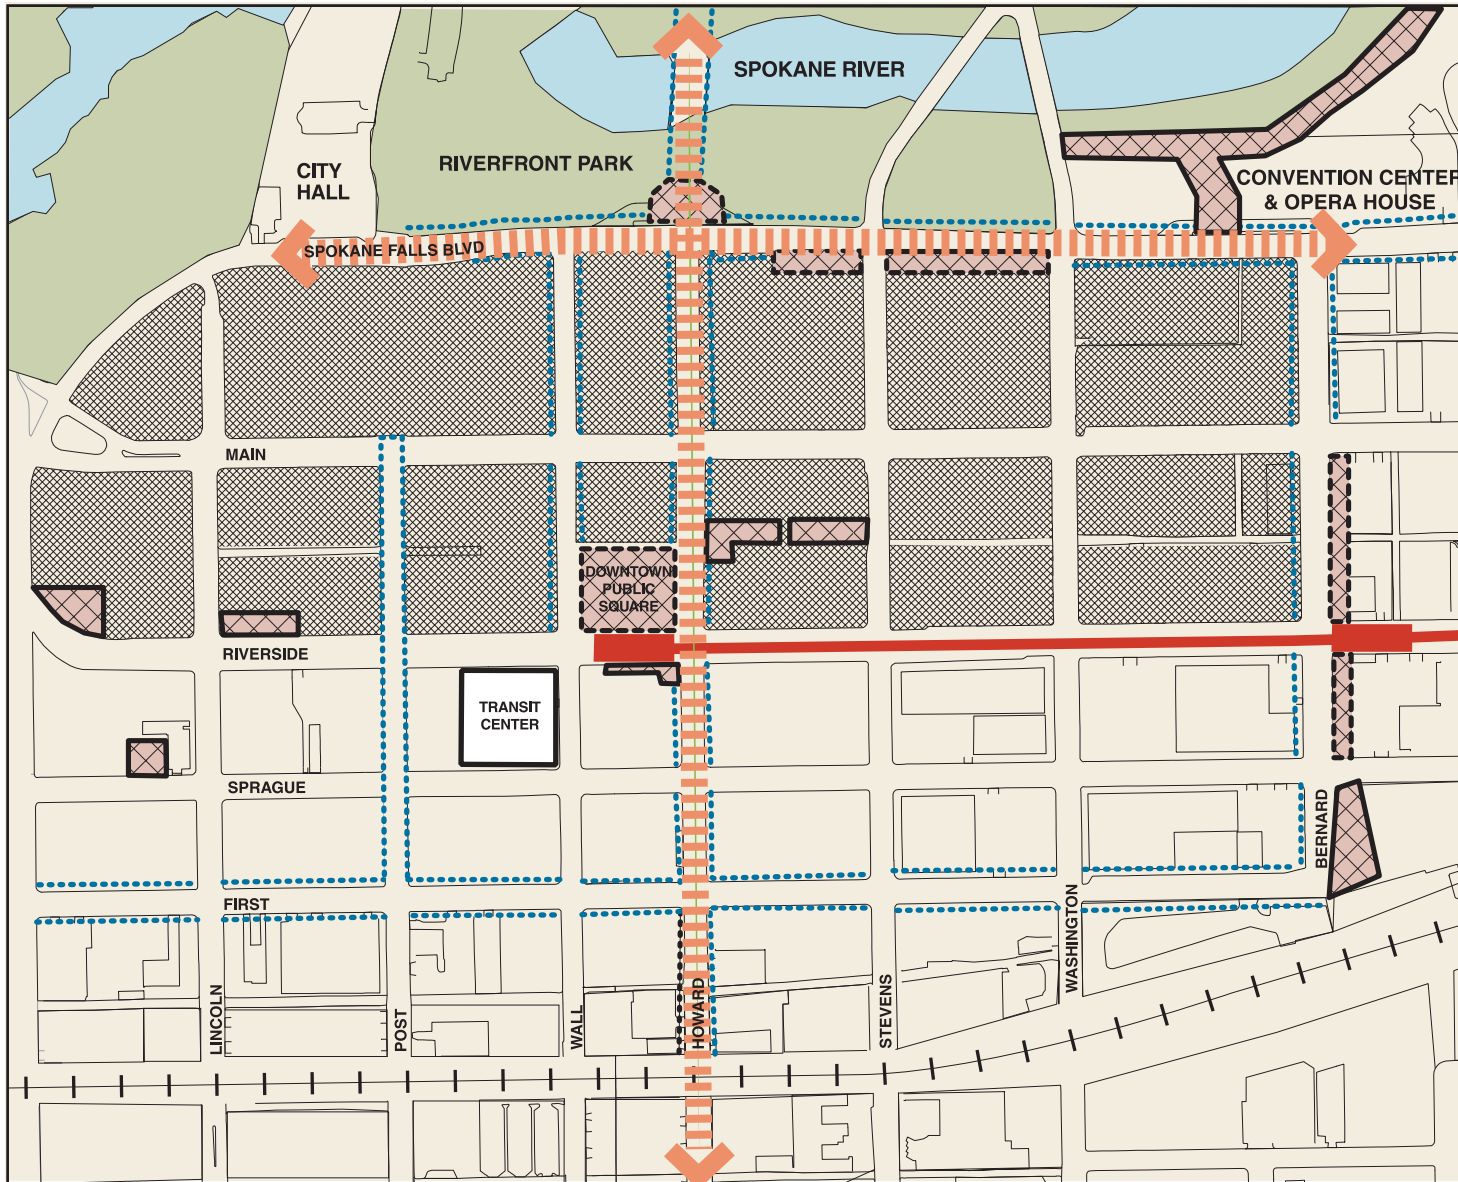 SPOKANE RIVER
RIVERFRONT PARK
CITY
HALL
CONVENTION CENTER
& OPERA HOUSE
SPOKANE FALLS BLVD
MAIN
DOWNTOWN
PUBLIC
SQUARE
RIVERSIDE
TRANSIT
CENTER
SPRAGUE
BERNARD
FIRST
WASHINGTON
LINCOLN
POST
WALL
HOWARD
STEVENS